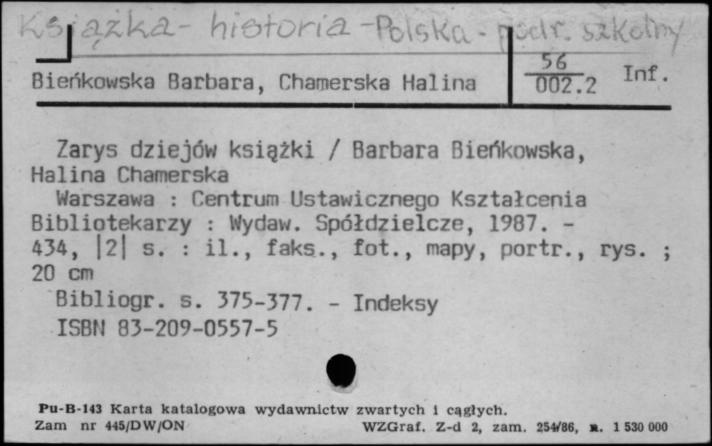 Książka - historia - Polska - podr. szkolny
56
Bieńkowska Barbara, Chamerska Halina
002.2 Inf.
Zarys dziejów książki / Barbara Bieńkowska,
Halina Chamerska
Warszawa : Centrum Ustawicznego Kształcenia
Bibliotekarzy : Wydaw. Spółdzielcze, 1987. -
434, |2| s. : il., faks., fot., mapy, portr., rys. ;
20 cm
Bibliogr. s. 375-377. - Indeksy
ISBN 83-209-0557-5
Pu-B-143 Karta katalogowa wydawnictw zwartych i cągłych.
Zam nr 445/DW/ON WZGraf. Z-d 2, zam. 254/86, n. 1 530 000